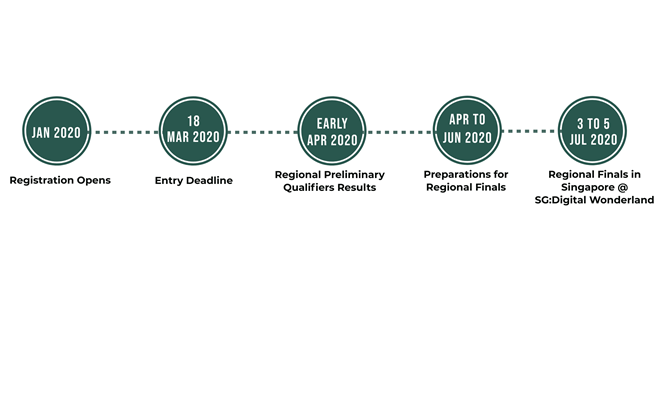 JAN 2020
Registration Opens
18
MAR 2020
Entry Deadline
EARLY
APR 2020
Regional Preliminary
Qualifiers Results
APR TO
JUN 2020
Preparations for
Regional Finals
3 TO 5
JUL 2020
Regional Finals in
Singapore @
SG:Digital Wonderland